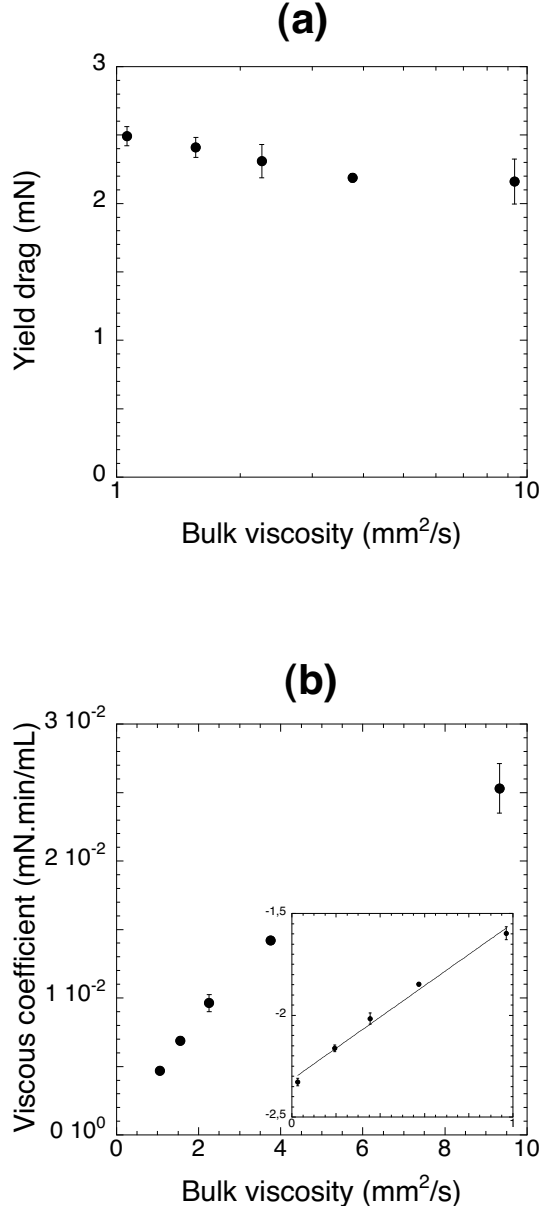 (a)
3
2
1
0
1
10
Yield drag (mN)
Bulk viscosity (mm²/s)
(b)
3 10⁻²
2 10⁻²
1 10⁻²
0 10⁰
0 2 4 6 8 10
Viscous coefficient (mN.min/mL)
Bulk viscosity (mm²/s)
-1,5
-2
-2,5
0 1